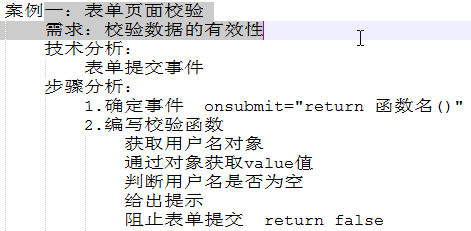 案例一：表单页面校验
需求：校验数据的有效性
技术分析：
表单提交事件
步骤分析：
1.确定事件 onsubmit="return 函数名()"
2.编写校验函数
获取用户名对象
通过对象获取value值
判断用户名是否为空
给出提示
阻止表单提交 return false